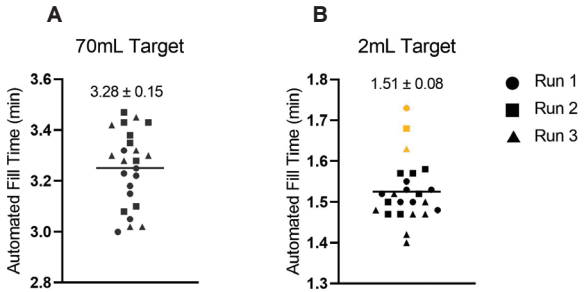 A
70mL Target
Automated Fill Time (min)
3.6
3.4
3.2
3.0
2.8
3.28 ± 0.15
B
2mL Target
Automated Fill Time (min)
1.8
1.7
1.6
1.5
1.4
1.3
1.51 ± 0.08
Run 1
Run 2
Run 3